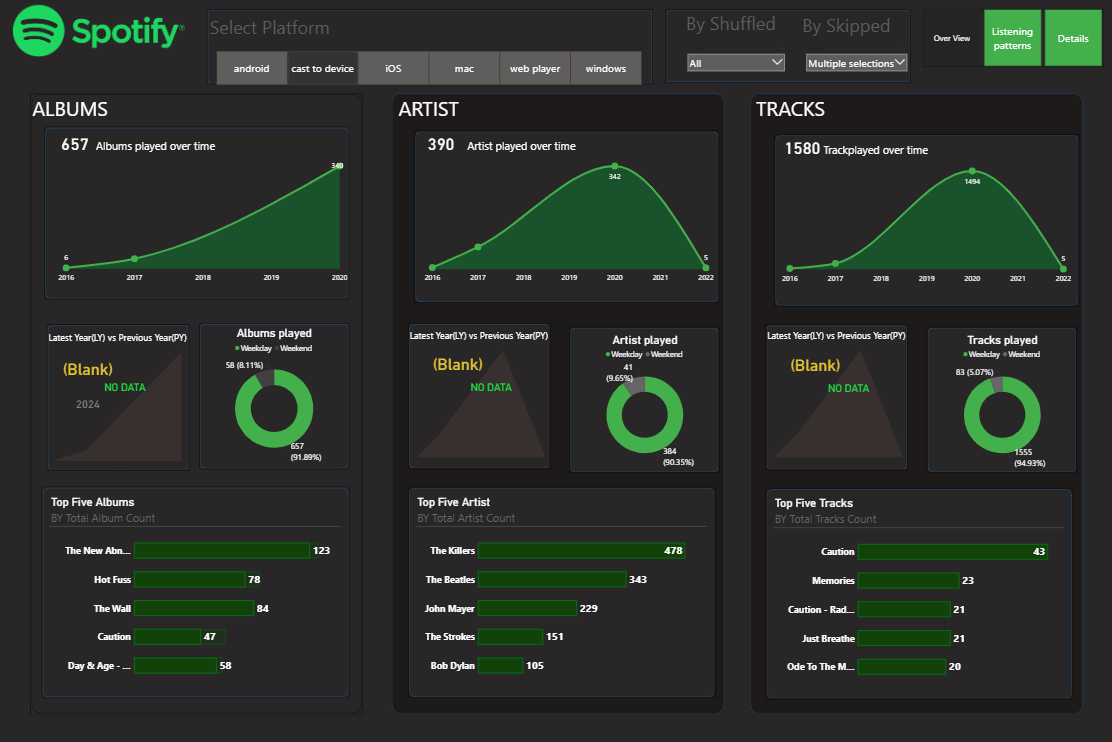 Spotify®
Select Platform
android
cast to device
iOS
mac
web player
windows
By Shuffled
All
By Skipped
Multiple selections
Over View
Listening
patterns
Details
ALBUMS
657 Albums played over time
6
340
2016 2017 2018 2019 2020
Latest Year(LY) vs Previous Year(PY)
(Blank)
NO DATA
2024
Albums played
Weekday Weekend
58 (8.11%)
657
(91.89%)
Top Five Albums
BY Total Album Count
The New Abn... 123
Hot Fuss 78
The Wall 84
Caution 47
Day & Age - ... 58
ARTIST
390 Artist played over time
342
5
2016 2017 2018 2019 2020 2021 2022
Latest Year(LY) vs Previous Year(PY)
(Blank)
NO DATA
Artist played
Weekday Weekend
41
(9.65%)
384
(90.35%)
Top Five Artist
BY Total Artist Count
The Killers 478
The Beatles 343
John Mayer 229
The Strokes 151
Bob Dylan 105
TRACKS
1580 Trackplayed over time
1494
5
2016 2017 2018 2019 2020 2021 2022
Latest Year(LY) vs Previous Year(PY)
(Blank)
NO DATA
Tracks played
Weekday Weekend
83 (5.07%)
1555
(94.93%)
Top Five Tracks
BY Total Tracks Count
Caution 43
Memories 23
Caution - Rad... 21
Just Breathe 21
Ode To The M... 20